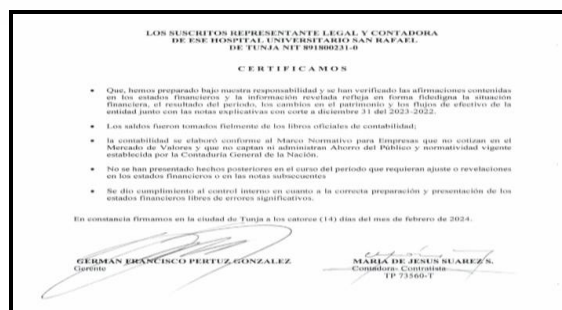 LOS SUSCRITOS REPRESENTANTE LEGAL Y CONTADORA
DE ESE HOSPITAL UNIVERSITARIO SAN RAFAEL
DE TUNJA NIT 891800231-0
C E R T I F I C A M O S
• Que, hemos preparado bajo nuestra responsabilidad y se han verificado las afirmaciones contenidas
en los estados financieros y la información revelada refleja en forma fidedigna la situación
financiera, el resultado del periodo, los cambios en el patrimonio y los flujos de efectivo de la
entidad junto con las notas explicativas con corte a diciembre 31 del 2023-2022.
• Los saldos fueron tomados fielmente de los libros oficiales de contabilidad;
• la contabilidad se elaboró conforme al Marco Normativo para Empresas que no cotizan en el
Mercado de Valores y que no captan ni administran Ahorro del Público y normatividad vigente
establecida por la Contaduría General de la Nación.
• No se han presentado hechos posteriores en el curso del periodo que requieran ajuste o revelaciones
en los estados financieros o en las notas subsecuentes
• Se dio cumplimiento al control interno en cuanto a la correcta preparación y presentación de los
estados financieros libres de errores significativos.
En constancia firmamos en la ciudad de Tunja a los catorce (14) días del mes de febrero de 2024.
GERMAN FRANCISCO PERTUZ GONZALEZ
Gerente
MARIA DE JESUS SUAREZ S.
Contadora- Contratista
TP 73560-T